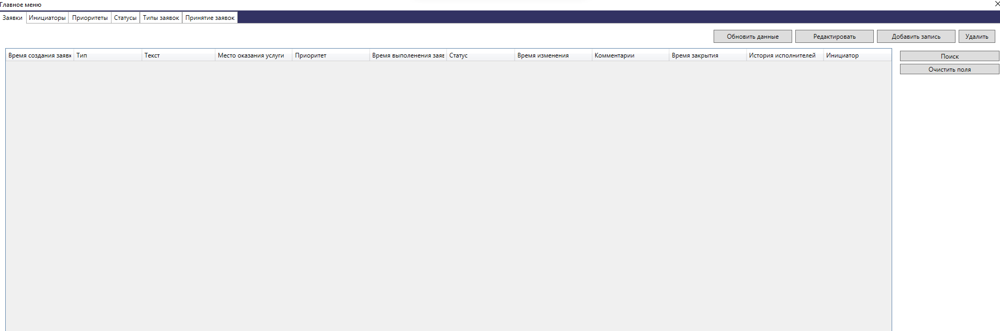 Главное меню
Заявки Инициаторы Приоритеты Статусы Типы заявок Принятие заявок
Обновить данные Редактировать Добавить запись Удалить
Время создания заявк Тип Текст Место оказания услуги Приоритет Время выполенения заяв Статус Время изменения Комментарии Время закрытия История исполнителей Инициатор
Поиск
Очистить поля